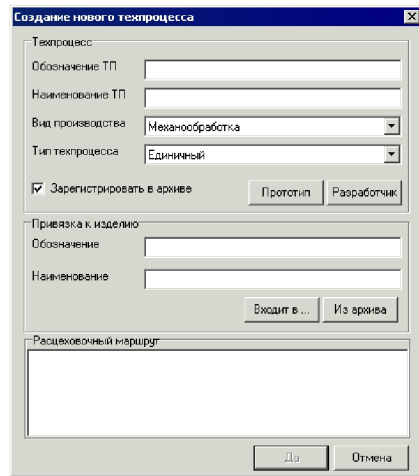 Создание нового техпроцесса
Техпроцесс
Обозначение ТП
Наименование ТП
Вид производства Механообработка
Тип техпроцесса Единичный
Зарегистрировать в архиве Прототип Разработчик
Привязка к изделию
Обозначение
Наименование
Входит в ... Из архива
Расцеховочный маршрут
Да Отмена